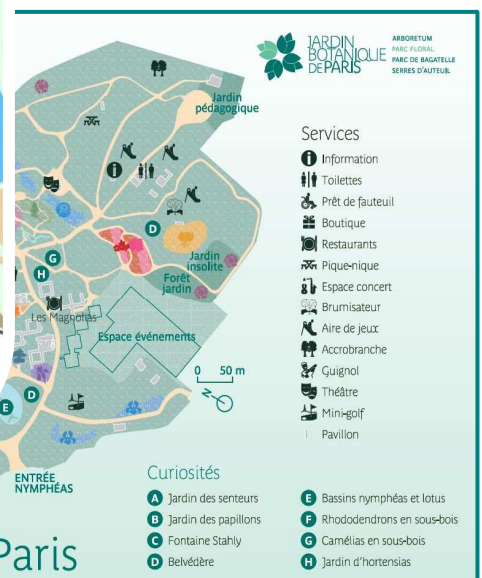 JARDIN
BOTANIQUE
DE PARIS
ARBORETUM
PARC FLORAL
PARC DE BAGATELLE
SERRES D'AUTEUIL
Jardin
pédagogique
D
Jardin
insolite
Forêt
jardin
G
H
Les Magnolias
Espace événements
0 50 m
N
D
E
ENTRÉE
NYMPHÉAS
Services
Information
Toilettes
Prêt de fauteuil
Boutique
Restaurants
Pique-nique
Espace concert
Brumisateur
Aire de jeux
Accrobranche
Guignol
Théâtre
Mini-golf
Pavillon
Curiosités
A Jardin des senteurs
B Jardin des papillons
C Fontaine Stahly
D Belvédère
E Bassins nymphéas et lotus
F Rhododendrons en sous-bois
G Camélias en sous-bois
H Jardin d'hortensias
Paris